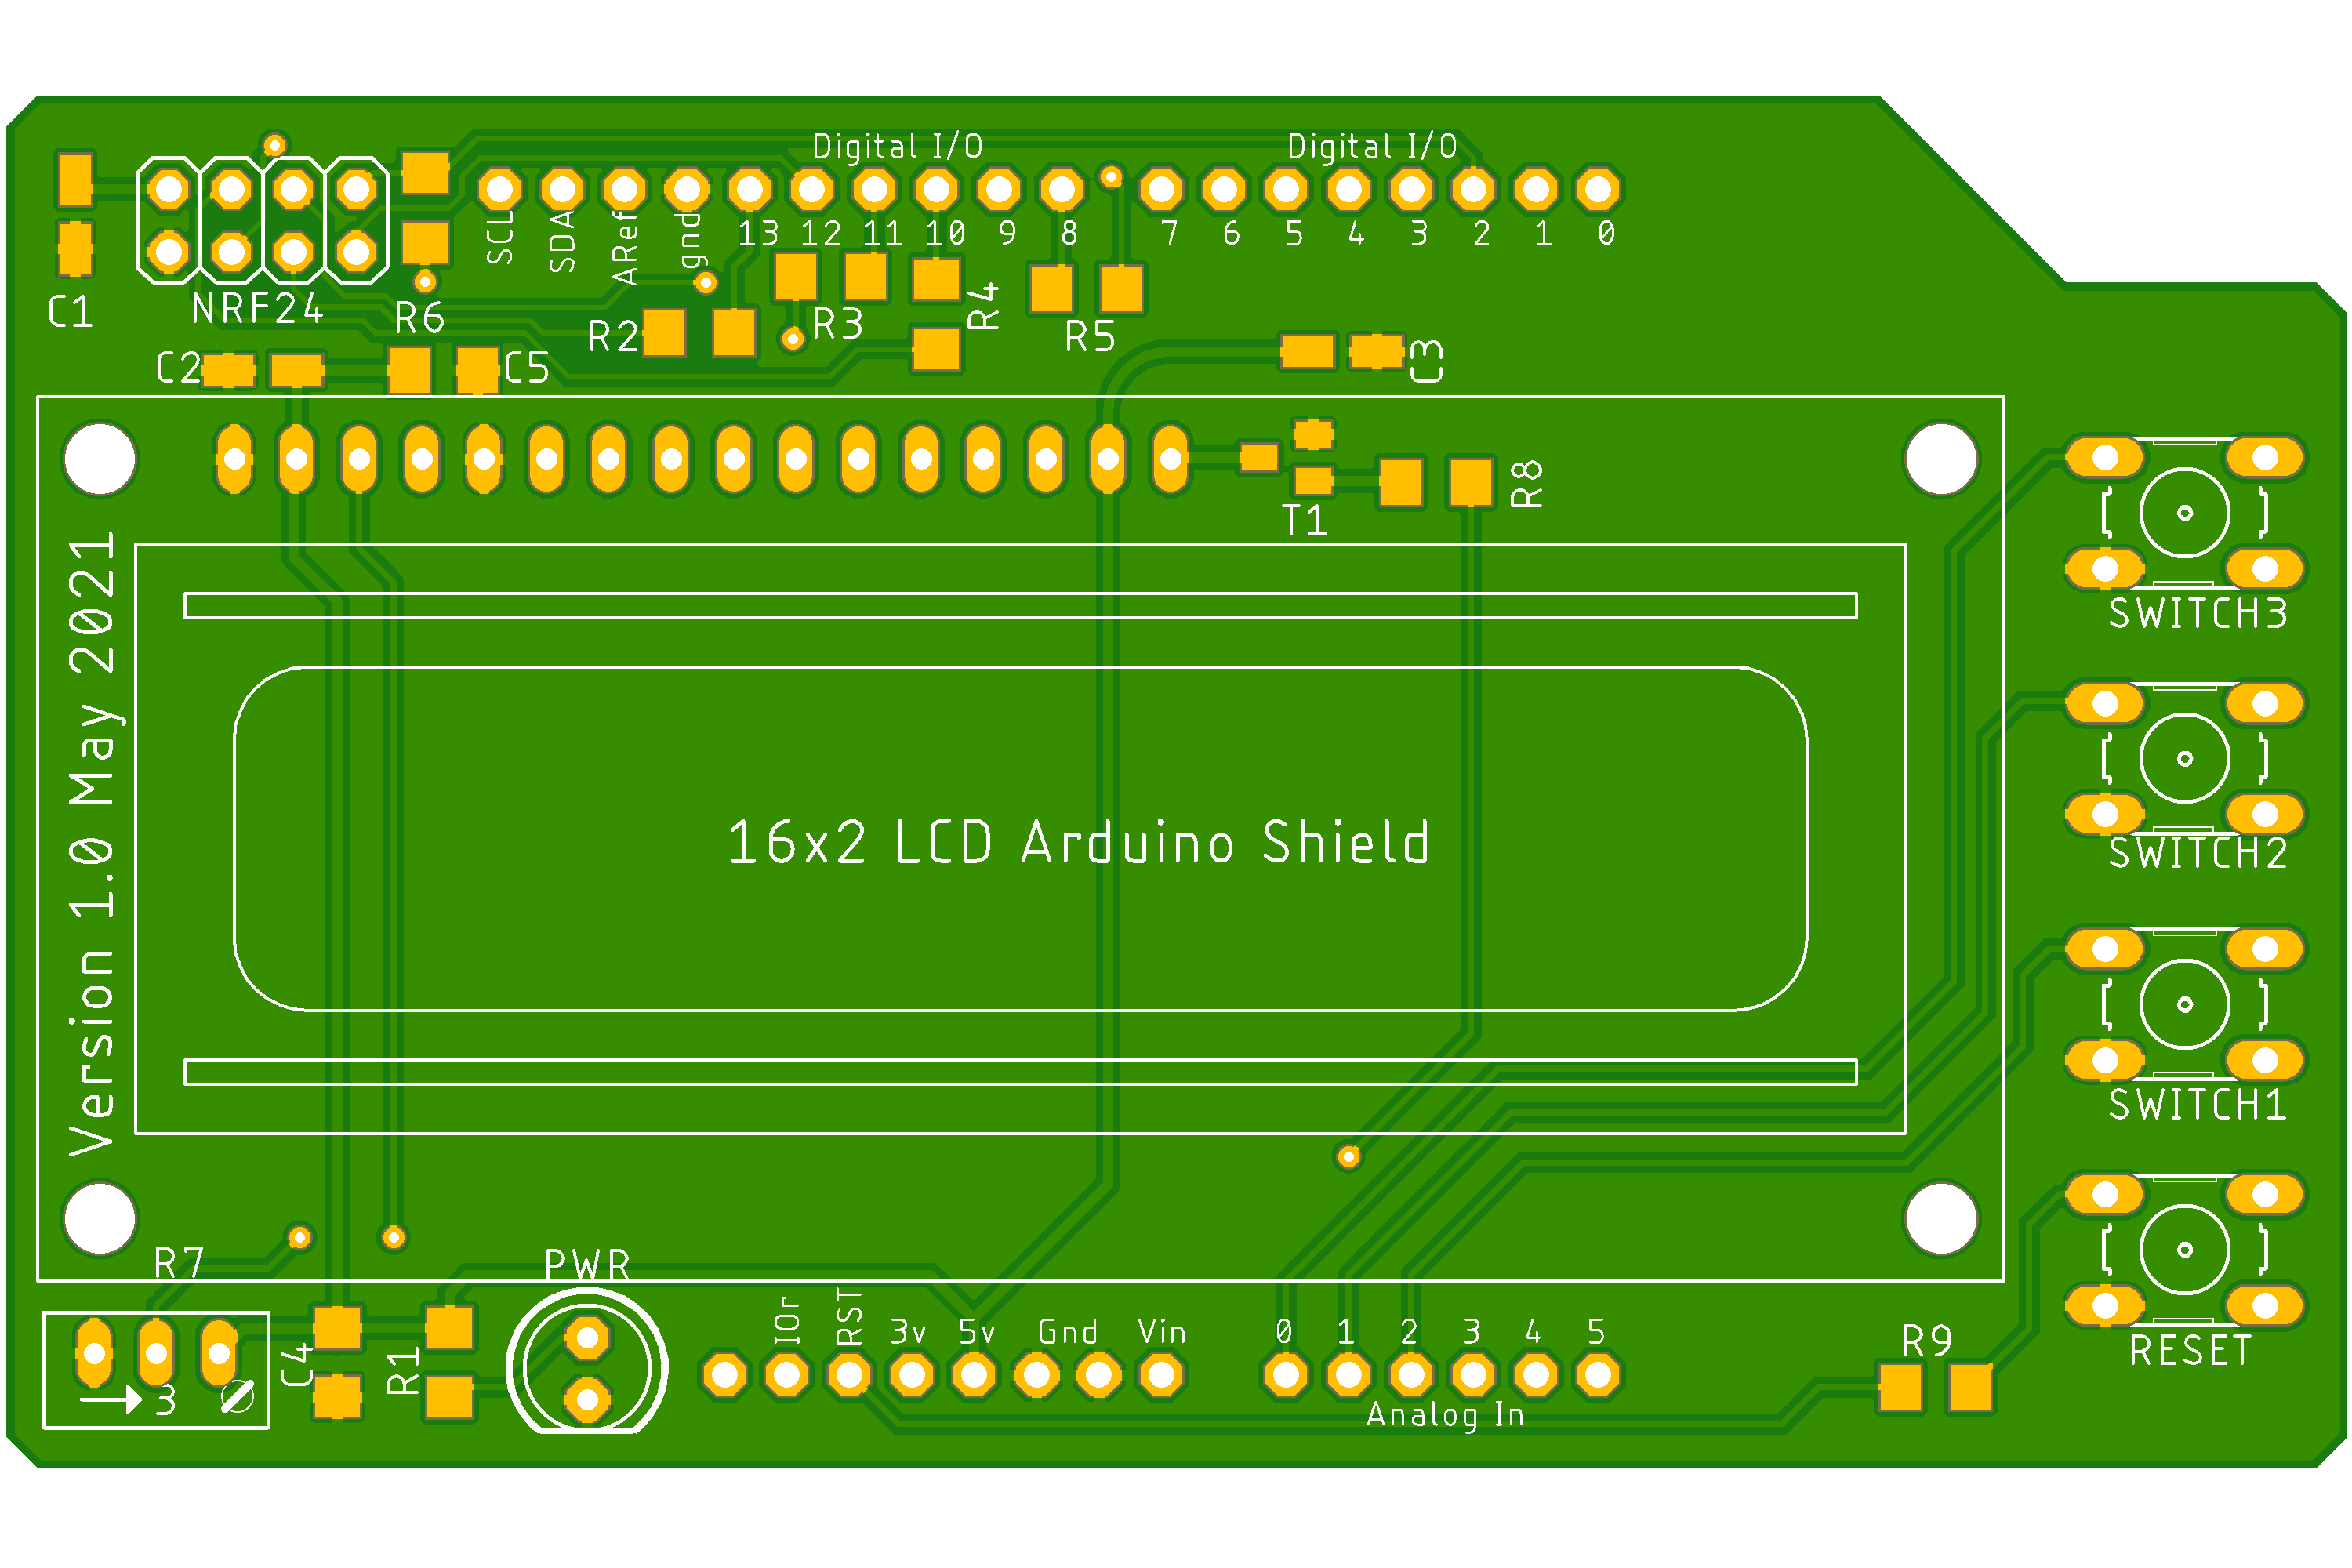 Digital I/O Digital I/O
SCL SDA ARef gnd 13 12 11 10 9 8 7 6 5 4 3 2 1 0
C1 NRF24 R6 R2 R3 R4 R5
C2 C5 C3
T1 R8
SWITCH3
Version 1.0 May 2021
16x2 LCD Arduino Shield
SWITCH2
SWITCH1
R7 PWR
IOr RST 3v 5v Gnd Vin 0 1 2 3 4 5
C4 R1 R9 RESET
3
Analog In